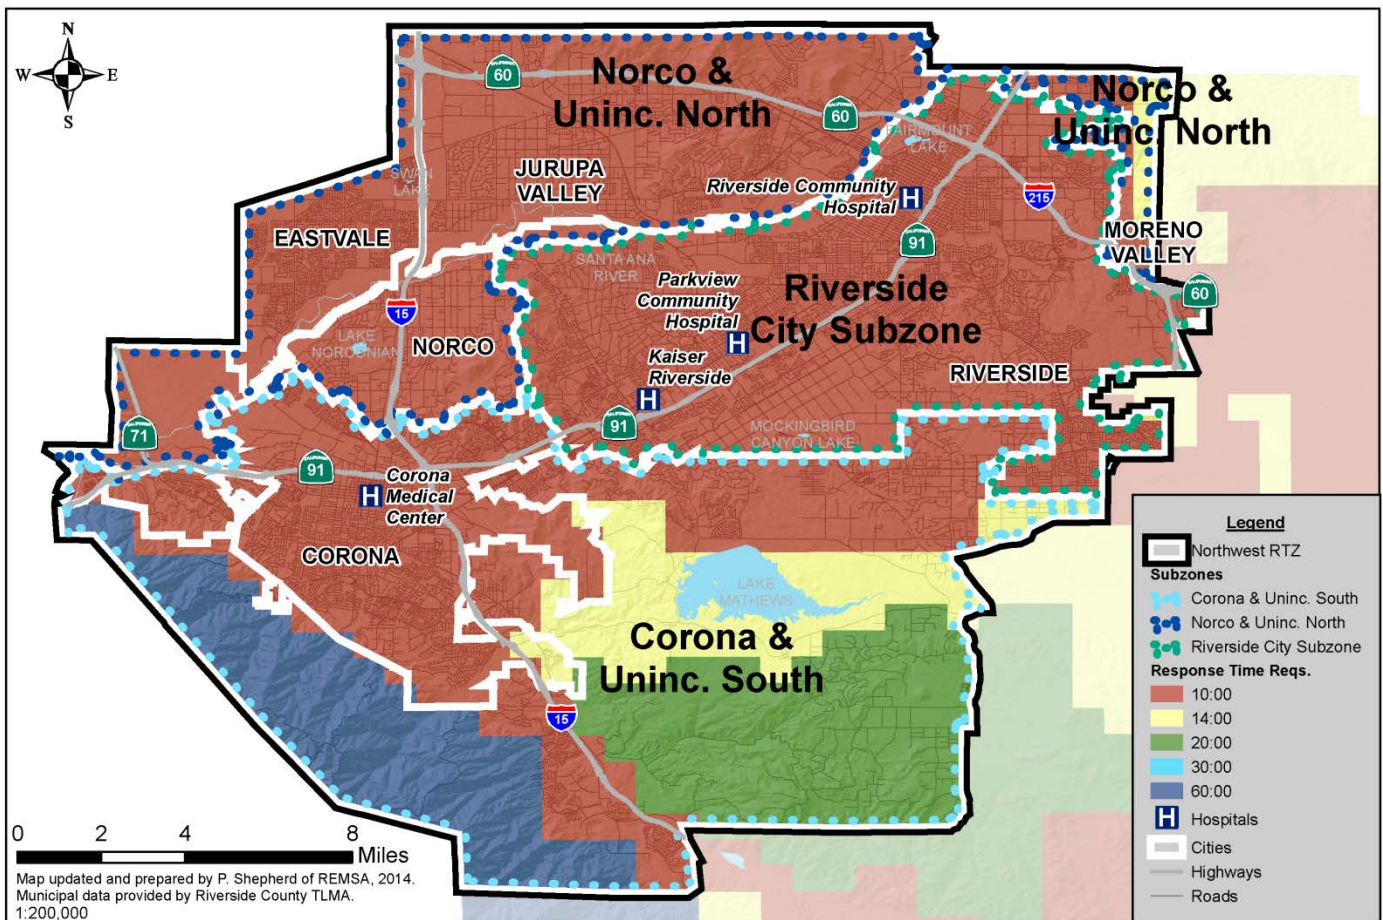 N
W
E
S
Norco &
Uninc. North
Norco &
Uninc. North
60
60
FAIRMOUNT
LAKE
SWAN
LAKE
JURUPA
VALLEY
Riverside Community
Hospital
215
EASTVALE
91
MORENO
VALLEY
SANTA ANA
RIVER
Parkview
Community
Hospital
H
Riverside
City Subzone
60
15
LAKE
NORCONIAN
NORCO
H
Kaiser
Riverside
H
RIVERSIDE
71
91
MOCKINGBIRD
CANYON LAKE
91
H
Corona
Medical
Center
CORONA
LAKE
MATHEWS
Corona &
Uninc. South
15
Legend
Northwest RTZ
Subzones
Corona & Uninc. South
Norco & Uninc. North
Riverside City Subzone
Response Time Reqs.
10:00
14:00
20:00
30:00
60:00
H Hospitals
Cities
Highways
Roads
0 2 4 8
Miles
Map updated and prepared by P. Shepherd of REMSA, 2014.
Municipal data provided by Riverside County TLMA.
1:200,000